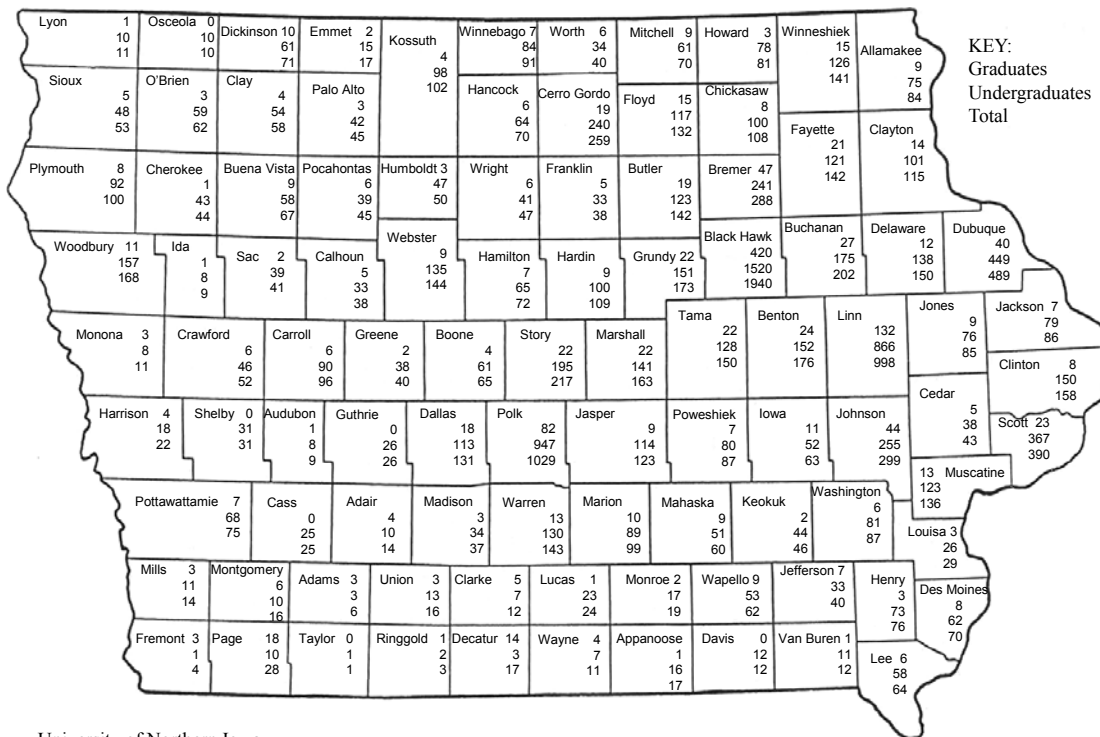 Lyon 1
10
11
Osceola 0
10
10
Dickinson 10
61
71
Emmet 2
15
17
Kossuth
4
98
102
Winnebago 7
84
91
Worth 6
34
40
Mitchell 9
61
70
Howard 3
78
81
Winneshiek
15
126
141
Allamakee
9
75
84
KEY:
Graduates
Undergraduates
Total
Sioux
5
48
53
O'Brien
3
59
62
Clay
4
54
58
Palo Alto
3
42
45
Hancock
6
64
70
Cerro Gordo
19
240
259
Floyd 15
117
132
Chickasaw
8
100
108
Fayette
21
121
142
Clayton
14
101
115
Plymouth 8
92
100
Cherokee
1
43
44
Buena Vista
9
58
67
Pocahontas
6
39
45
Humboldt 3
47
50
Wright
6
41
47
Franklin
5
33
38
Butler
19
123
142
Bremer 47
241
288
Woodbury 11
157
168
Ida
1
8
9
Sac 2
39
41
Calhoun
5
33
38
Webster
9
135
144
Hamilton
7
65
72
Hardin
9
100
109
Grundy 22
151
173
Black Hawk
420
1520
1940
Buchanan
27
175
202
Delaware
12
138
150
Dubuque
40
449
489
Monona 3
8
11
Crawford
6
46
52
Carroll
6
90
96
Greene
2
38
40
Boone
4
61
65
Story
22
195
217
Marshall
22
141
163
Tama
22
128
150
Benton
24
152
176
Linn
132
866
998
Jones
9
76
85
Jackson 7
79
86
Clinton
8
150
158
Cedar
5
38
43
Scott 23
367
390
Harrison 4
18
22
Shelby 0
31
31
Audubon
1
8
9
Guthrie
0
26
26
Dallas
18
113
131
Polk
82
947
1029
Jasper
9
114
123
Poweshiek
7
80
87
Iowa
11
52
63
Johnson
44
255
299
13 Muscatine
123
136
Pottawattamie 7
68
75
Cass
0
25
25
Adair
4
10
14
Madison
3
34
37
Warren
13
130
143
Marion
10
89
99
Mahaska
9
51
60
Keokuk
2
44
46
Washington
6
81
87
Louisa 3
26
29
Mills 3
11
14
Montgomery
6
10
16
Adams 3
3
6
Union 3
13
16
Clarke 5
7
12
Lucas 1
23
24
Monroe 2
17
19
Wapello 9
53
62
Jefferson 7
33
40
Henry
3
73
76
Des Moines
8
62
70
Fremont 3
1
4
Page 18
10
28
Taylor 0
1
1
Ringgold 1
2
3
Decatur 14
3
17
Wayne 4
7
11
Appanoose
1
16
17
Davis 0
12
12
Van Buren 1
11
12
Lee 6
58
64
University of Northern Iowa